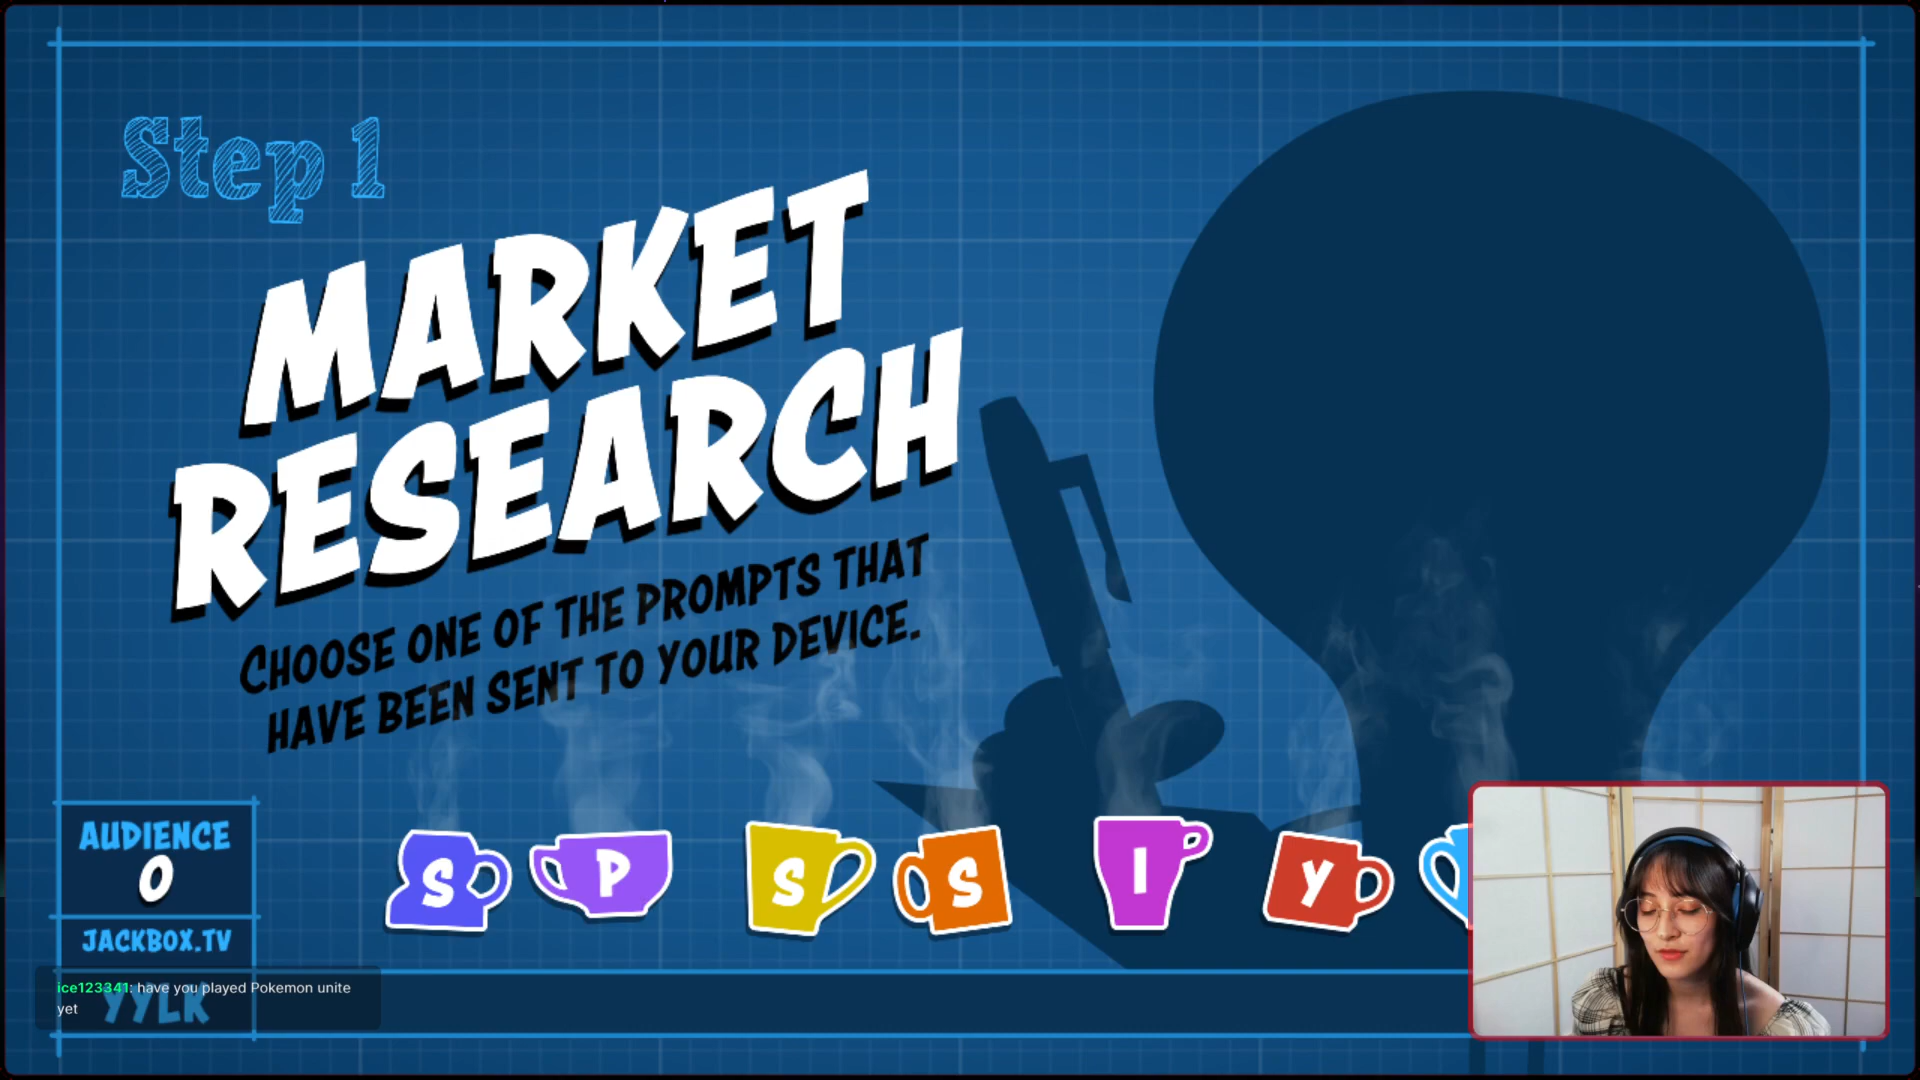 Step 1
MARKET
RESEARCH
CHOOSE ONE OF THE PROMPTS THAT
HAVE BEEN SENT TO YOUR DEVICE.
AUDIENCE
0
JACKBOX.TV
YYLK
ice123341: have you played Pokemon unite
yet
S P S S I Y